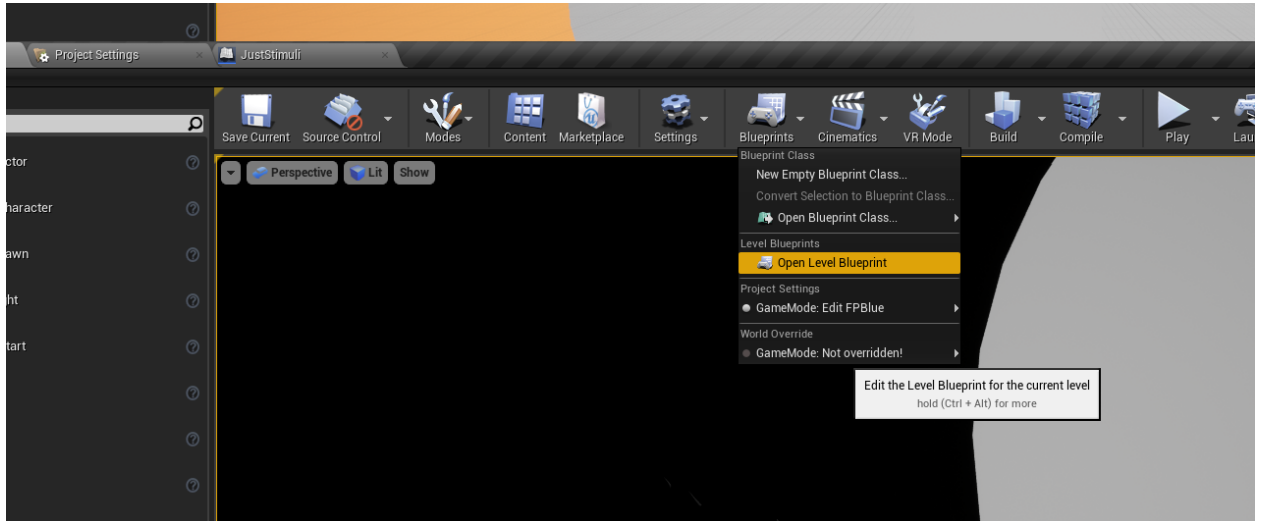 Project Settings
JustStimuli
Save Current
Source Control
Modes
Content
Marketplace
Settings
Blueprints
Cinematics
VR Mode
Build
Compile
Play
Lau
ctor
haracter
awn
ht
tart
Perspective
Lit
Show
Blueprint Class
New Empty Blueprint Class...
Convert Selection to Blueprint Class...
Open Blueprint Class...
Level Blueprints
Open Level Blueprint
Project Settings
GameMode: Edit FPBlue
World Override
GameMode: Not overridden!
Edit the Level Blueprint for the current level
hold (Ctrl + Alt) for more